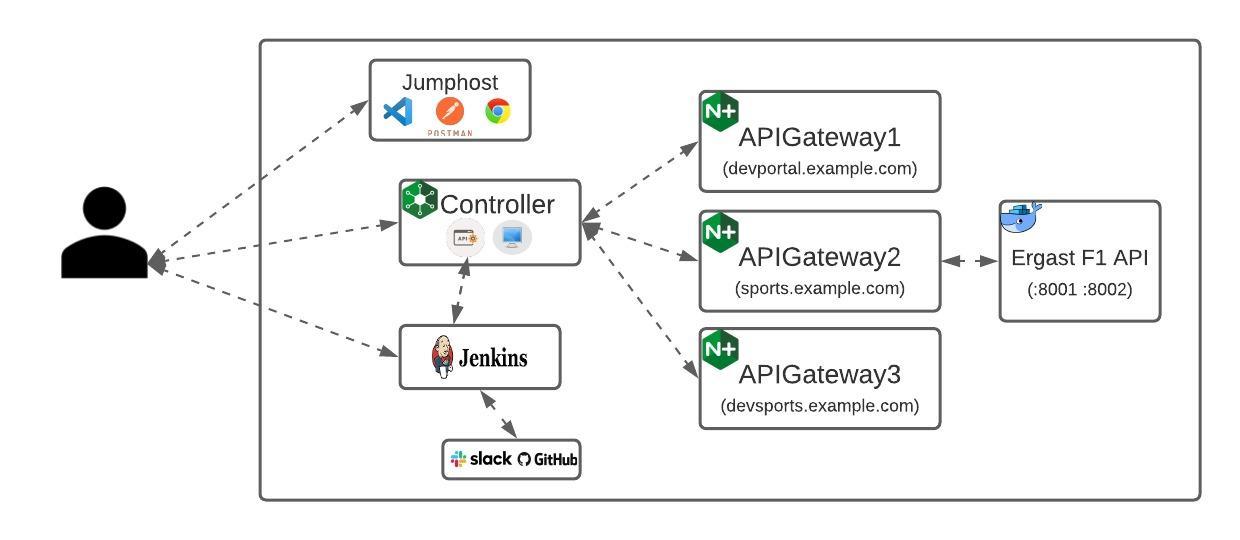 Jumphost
POSTMAN
Controller
API
Jenkins
slack GitHub
N+
APIGateway1
(devportal.example.com)
N+
APIGateway2
(sports.example.com)
N+
APIGateway3
(devsports.example.com)
Ergast F1 API
(:8001 :8002)